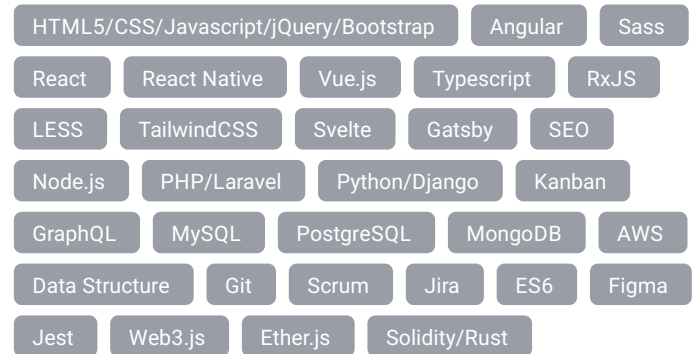 HTML5/CSS/Javascript/jQuery/Bootstrap Angular Sass
React React Native Vue.js Typescript RxJS
LESS TailwindCSS Svelte Gatsby SEO
Node.js PHP/Laravel Python/Django Kanban
GraphQL MySQL PostgreSQL MongoDB AWS
Data Structure Git Scrum Jira ES6 Figma
Jest Web3.js Ether.js Solidity/Rust